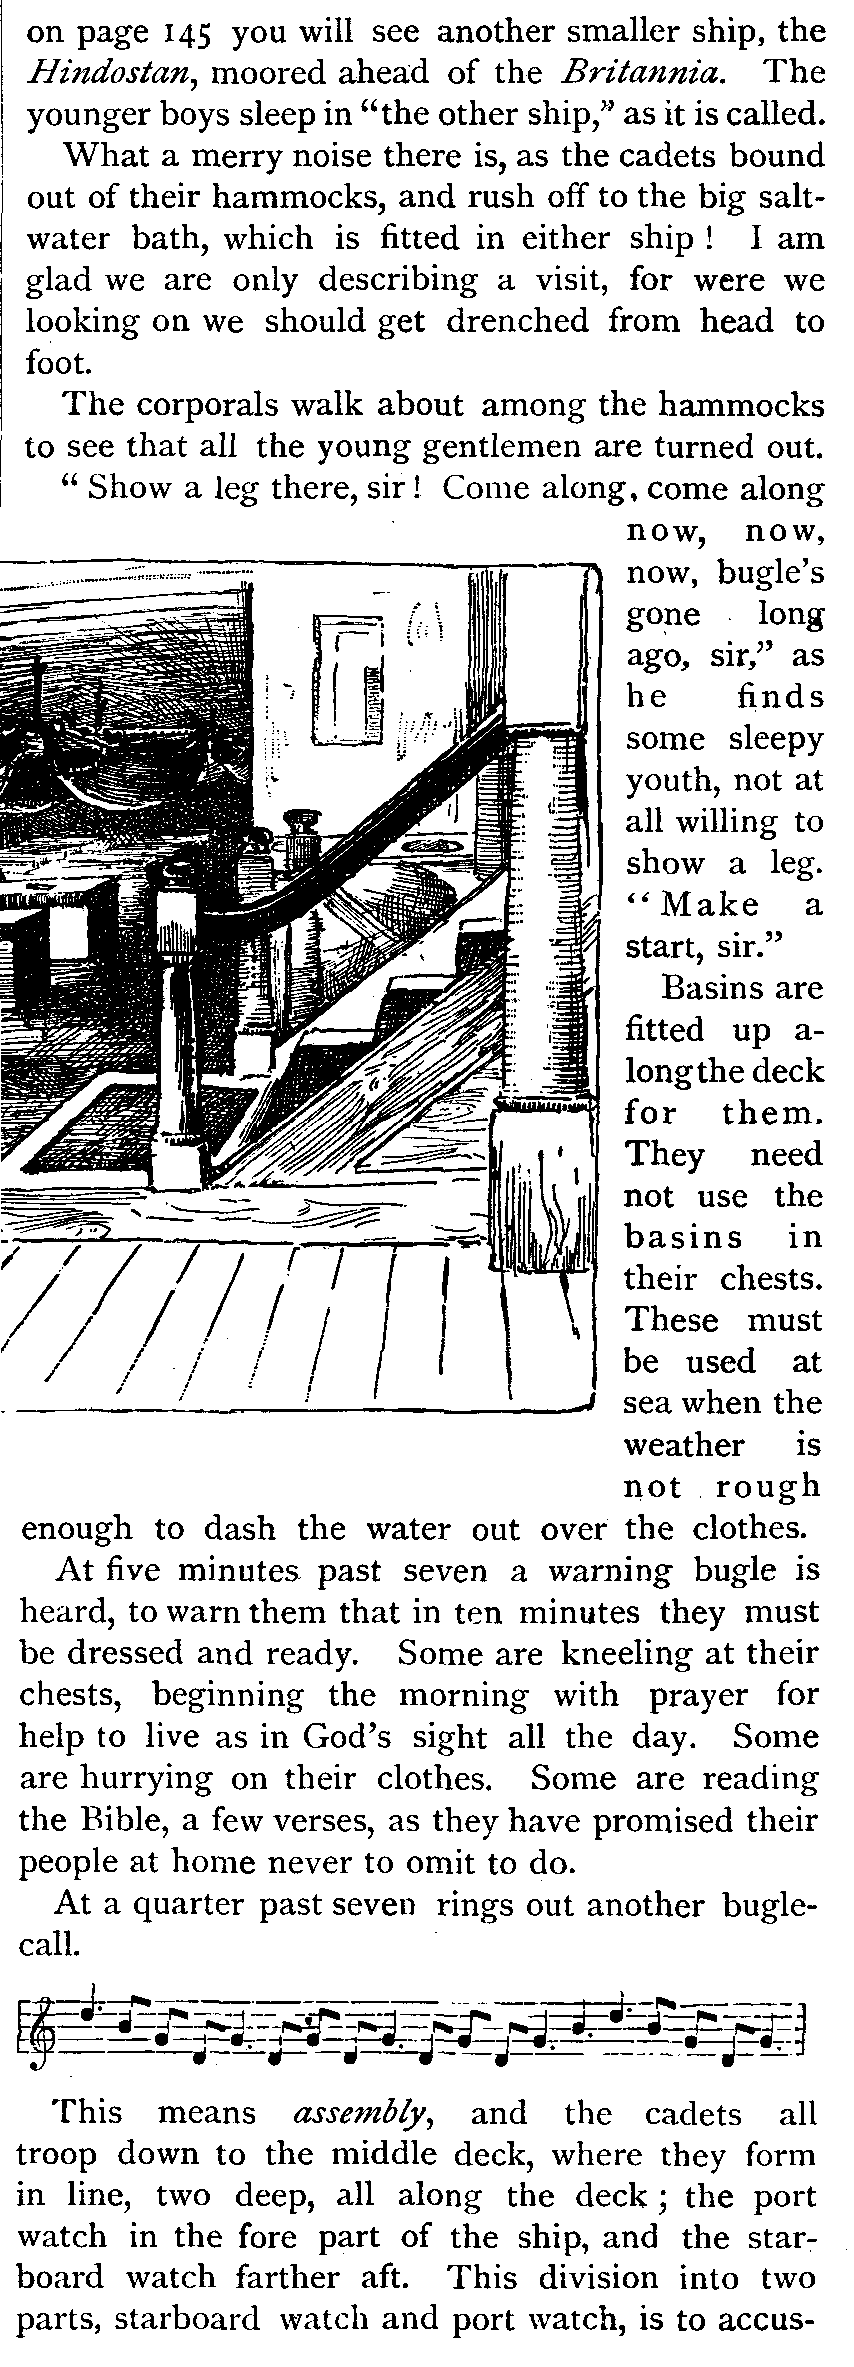 on page 145 you will see another smaller ship, the
Hindostan, moored ahead of the Britannia. The
younger boys sleep in “the other ship,” as it is called.
What a merry noise there is, as the cadets bound
out of their hammocks, and rush off to the big salt-
water bath, which is fitted in either ship ! I am
glad we are only describing a visit, for were we
looking on we should get drenched from head to
foot.
The corporals walk about among the hammocks
to see that all the young gentlemen are turned out.
“ Show a leg there, sir ! Come along, come along
now, now,
now, bugle’s
gone long
ago, sir,” as
he finds
some sleepy
youth, not at
all willing to
show a leg.
“ Make a
start, sir.”
Basins are
fitted up a-
long the deck
for them.
They need
not use the
basins in
their chests.
These must
be used at
sea when the
weather is
not rough
enough to dash the water out over the clothes.
At five minutes past seven a warning bugle is
heard, to warn them that in ten minutes they must
be dressed and ready. Some are kneeling at their
chests, beginning the morning with prayer for
help to live as in God’s sight all the day. Some
are hurrying on their clothes. Some are reading
the Bible, a few verses, as they have promised their
people at home never to omit to do.
At a quarter past seven rings out another bugle-
call.
This means assembly, and the cadets all
troop down to the middle deck, where they form
in line, two deep, all along the deck ; the port
watch in the fore part of the ship, and the star-
board watch farther aft. This division into two
parts, starboard watch and port watch, is to accus-